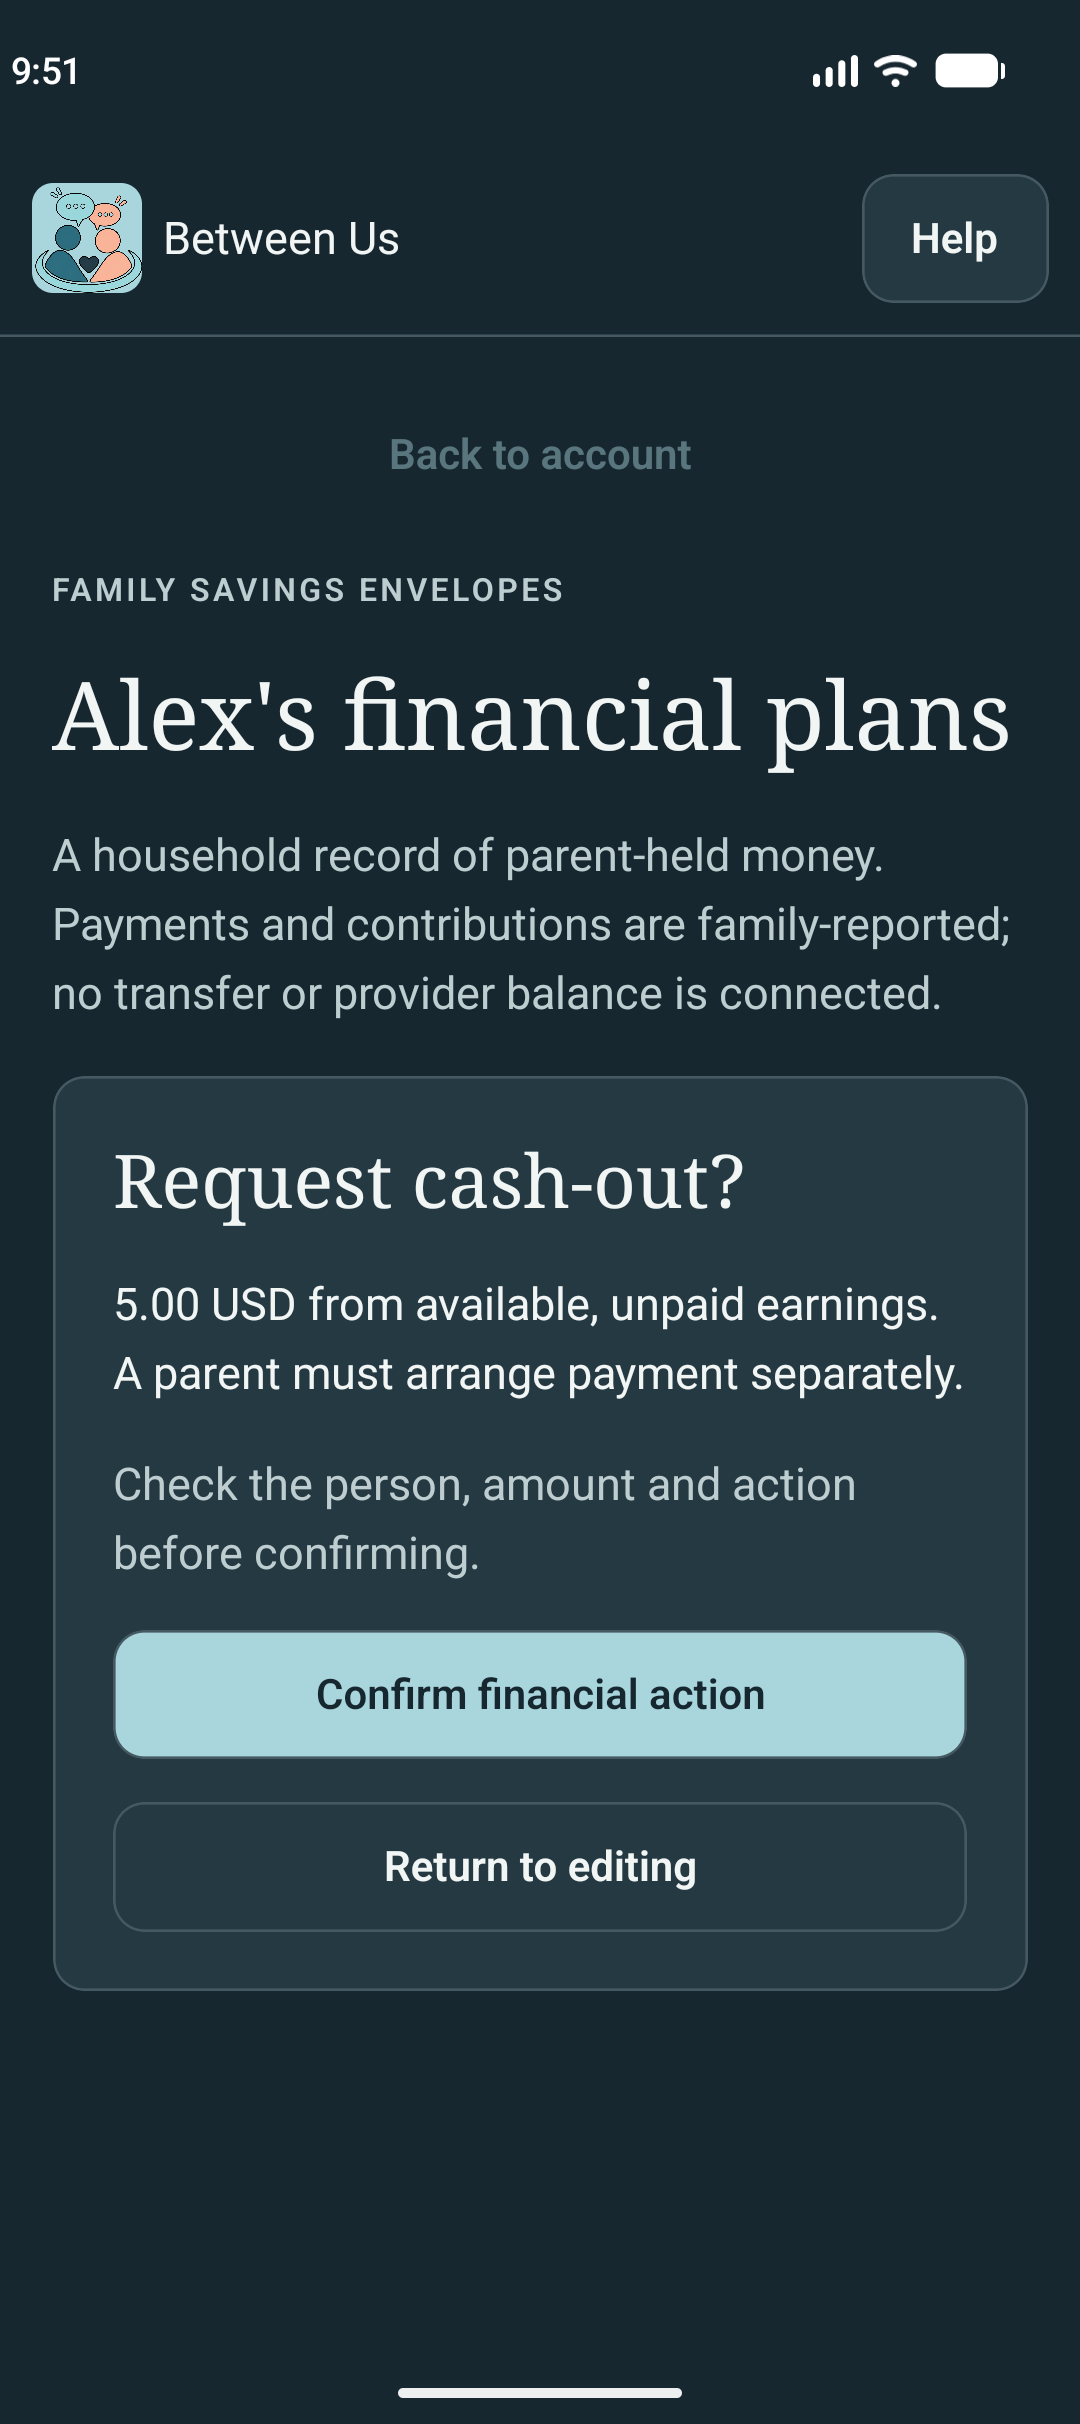 9:51
Between Us
Help
Back to account
FAMILY SAVINGS ENVELOPES
Alex's financial plans
A household record of parent-held money.
Payments and contributions are family-reported;
no transfer or provider balance is connected.
Request cash-out?
5.00 USD from available, unpaid earnings.
A parent must arrange payment separately.
Check the person, amount and action
before confirming.
Confirm financial action
Return to editing